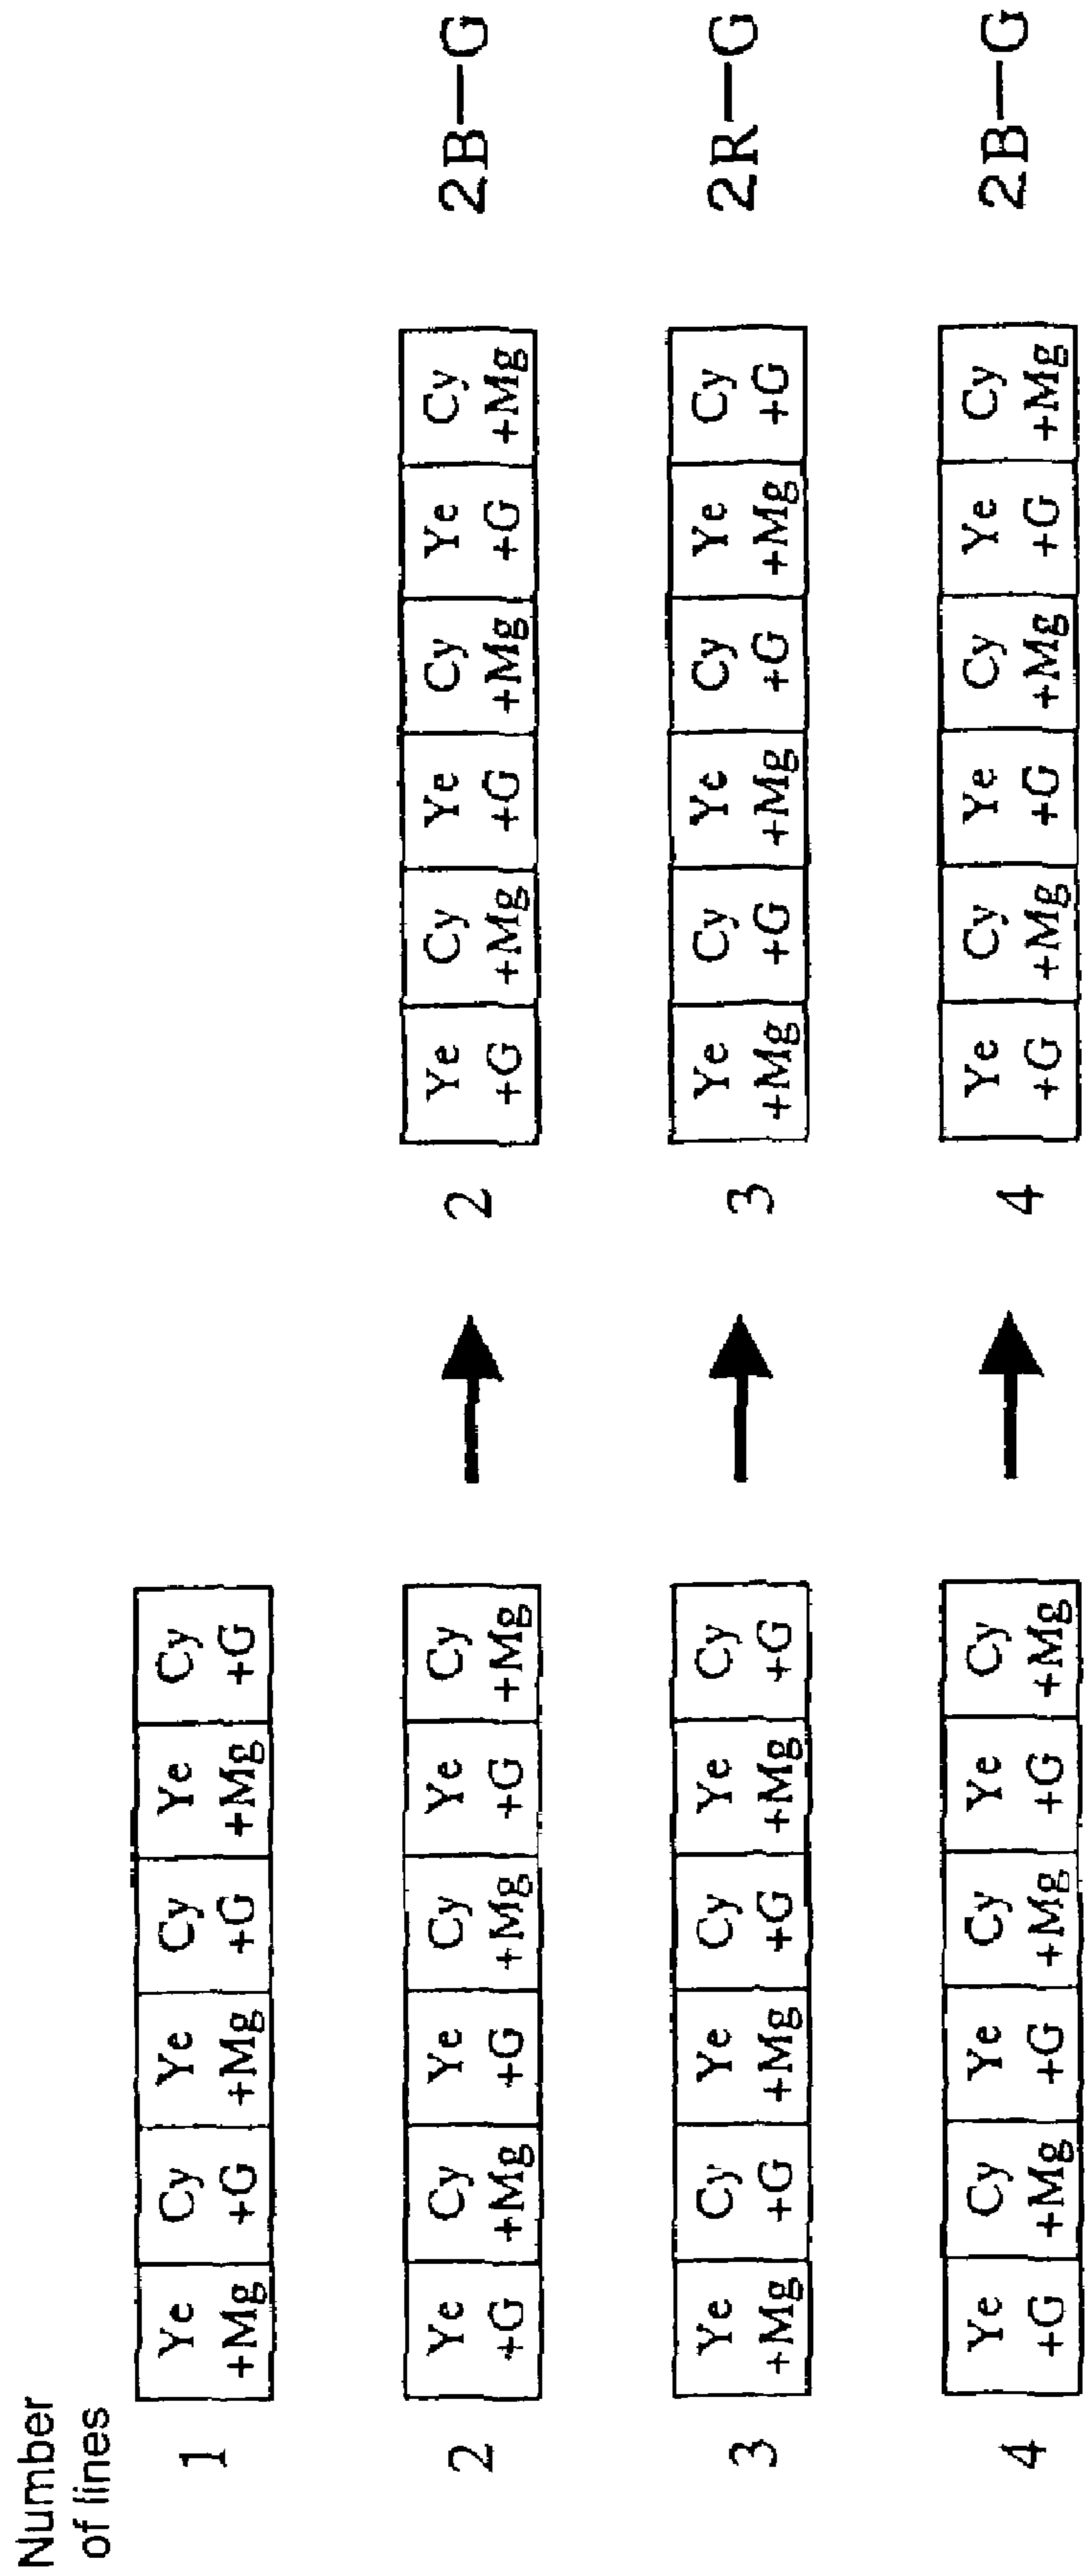 Number
of lines
1 Ye +Mg Cy +G Ye +Mg Cy +G Ye +Mg Cy +G
2 Ye +G Cy +Mg Ye +G Cy +Mg Ye +G Cy +Mg
2 Ye +G Cy +Mg Ye +G Cy +Mg Ye +G Cy +Mg
2B—G
3 Ye +Mg Cy +G Ye +Mg Cy +G Ye +Mg Cy +G
3 Ye +Mg Cy +G Ye +Mg Cy +G Ye +Mg Cy +G
2R—G
4 Ye +G Cy +Mg Ye +G Cy +Mg Ye +G Cy +Mg
4 Ye +G Cy +Mg Ye +G Cy +Mg Ye +G Cy +Mg
2B—G